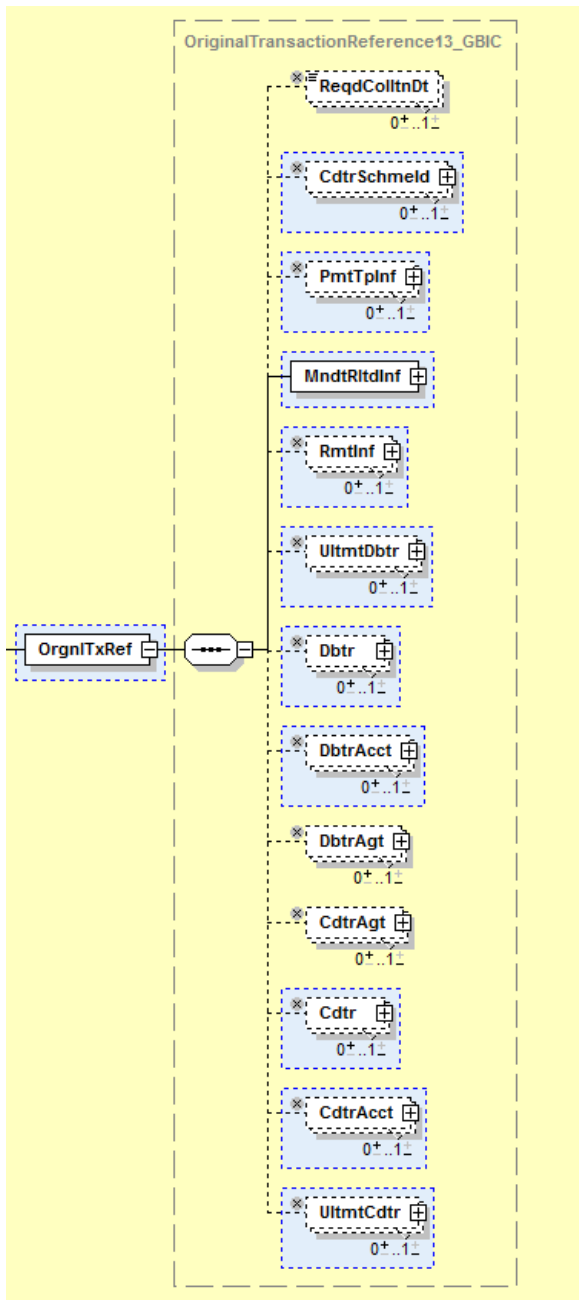 OriginalTransactionReference13_GBIC
ReqdColltnDt
0±..1±
CdtrSchmeId
0±..1±
PmtTpInf
0±..1±
MndtRltdInf
RmtInf
0±..1±
UltmtDbtr
0±..1±
OrgnlTxRef
Dbtr
0±..1±
DbtrAcct
0±..1±
DbtrAgt
0±..1±
CdtrAgt
0±..1±
Cdtr
0±..1±
CdtrAcct
0±..1±
UltmtCdtr
0±..1±